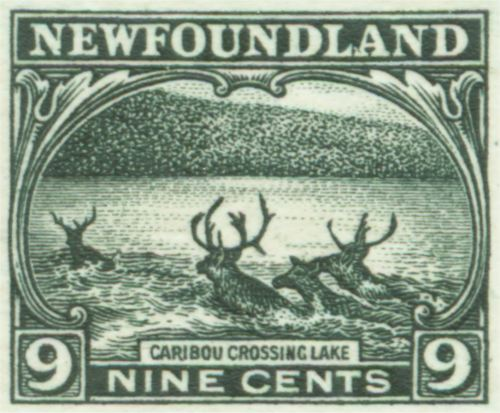 NEWFOUNDLAND
CARIBOU CROSSING LAKE
9 9
NINE CENTS